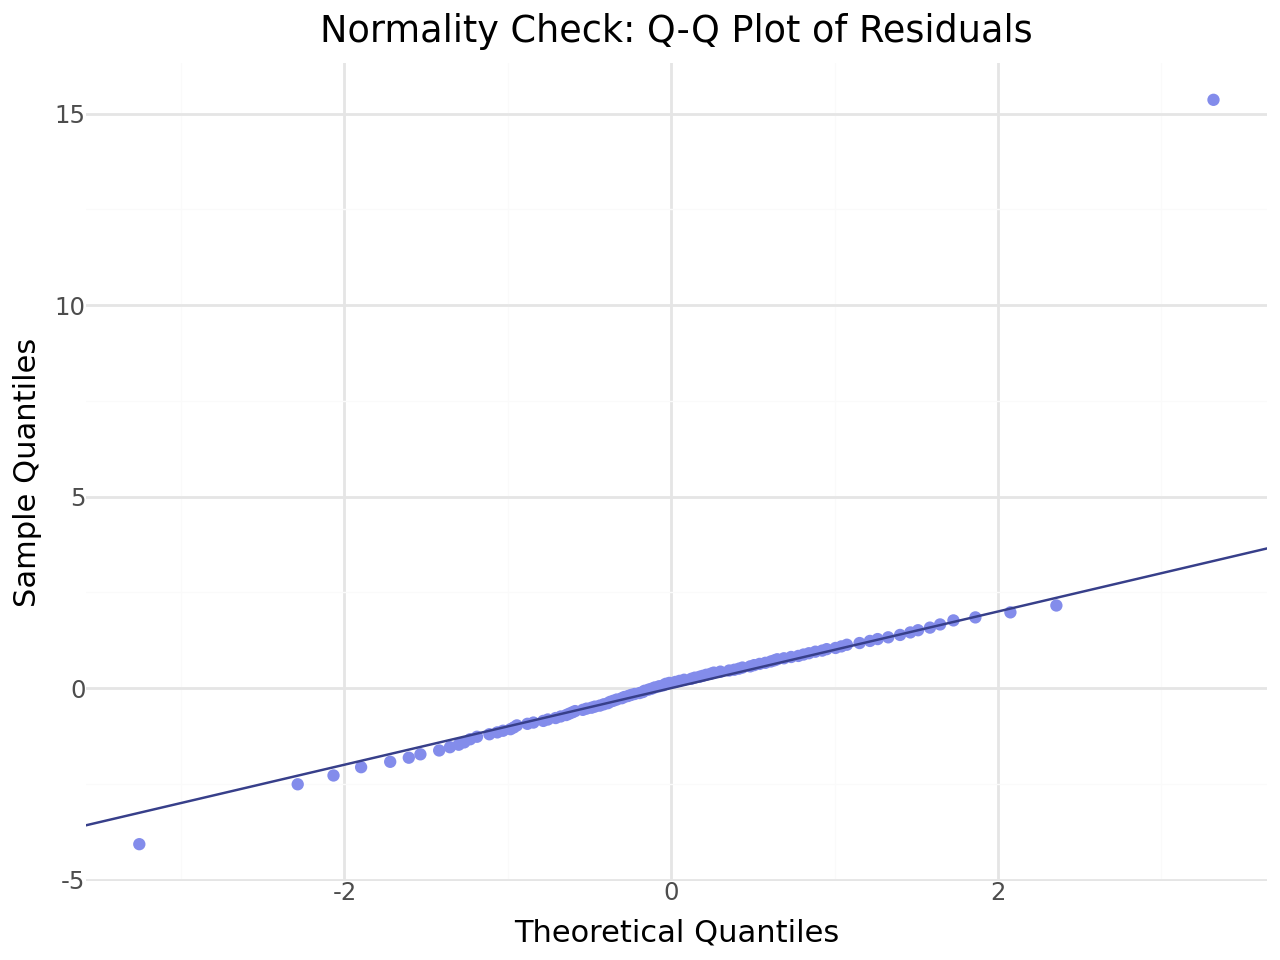 Normality Check: Q-Q Plot of Residuals
15
10
5
0
-5
-2
0
2
Sample Quantiles
Theoretical Quantiles